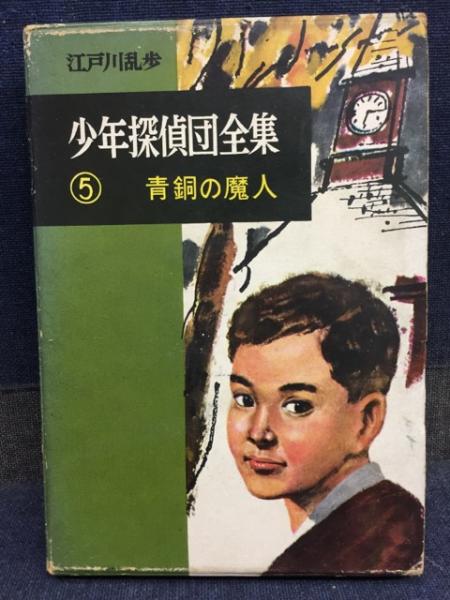 江戸川乱歩
少年探偵団全集
⑤ 青銅の魔人